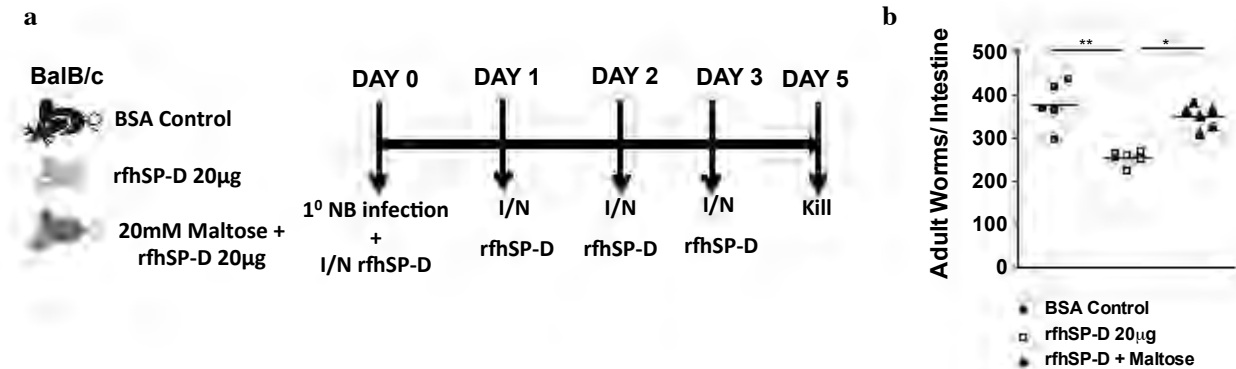 a
BalB/c
BSA Control
rfhSP-D 20μg
20mM Maltose +
rfhSP-D 20μg
DAY 0 DAY 1 DAY 2 DAY 3 DAY 5
1⁰ NB infection
+
I/N rfhSP-D
I/N
rfhSP-D
I/N
rfhSP-D
I/N
rfhSP-D
Kill
b
Adult Worms/ Intestine
500
400
300
200
100
0
**
*
BSA Control
rfhSP-D 20μg
rfhSP-D + Maltose